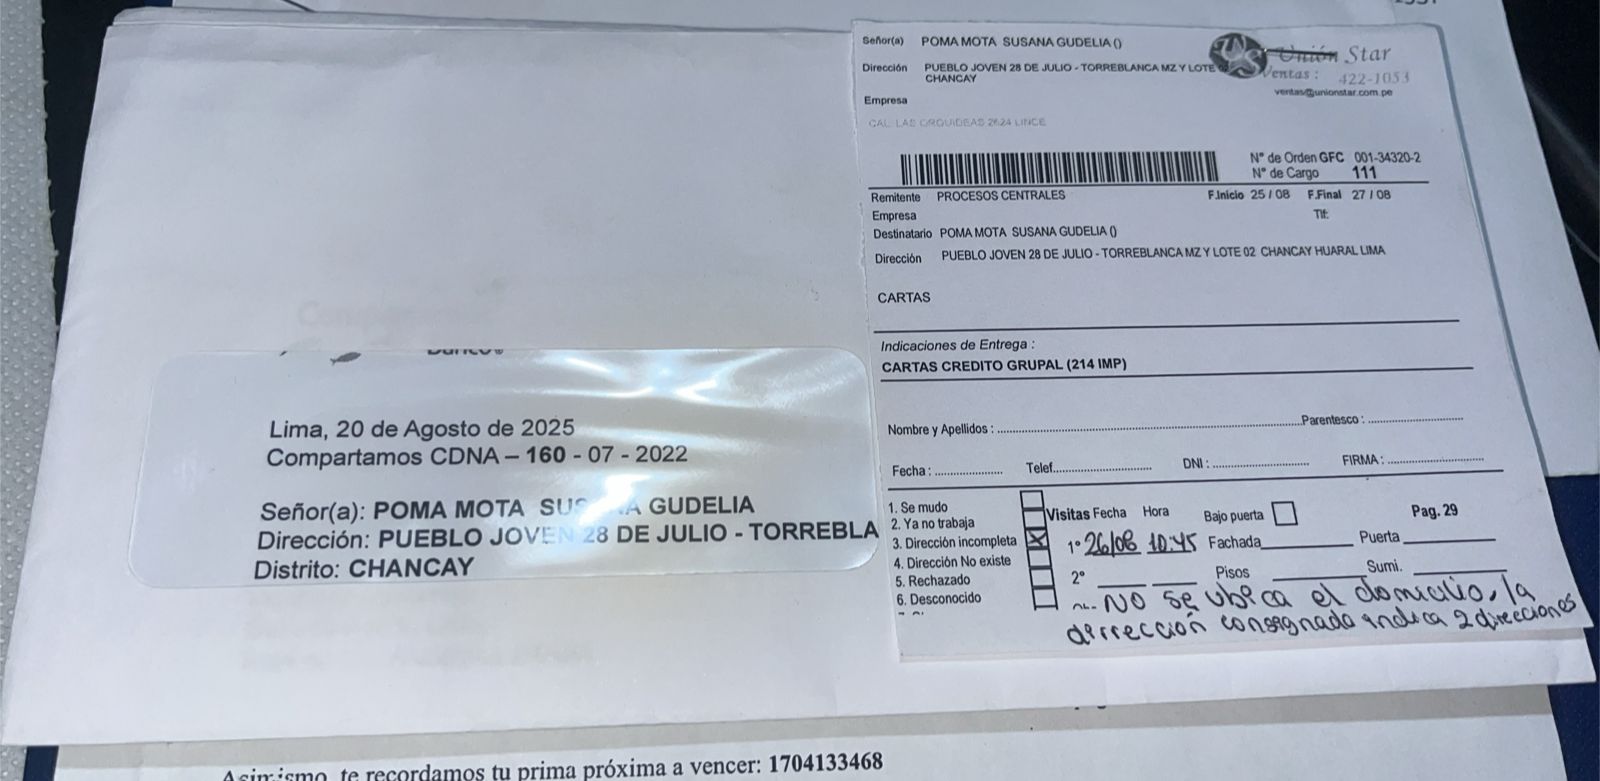 Señor(a) POMA MOTA SUSANA GUDELIA ()
Dirección PUEBLO JOVEN 28 DE JULIO - TORREBLANCA MZ Y LOTE
CHANCAY
Unión Star
Ventas : 422-1053
ventas@unionstar.com.pe
Empresa
CAL. LAS ORQUIDEAS 2624 LINCE
N° de Orden GFC 001-34320-2
N° de Cargo 111
Remitente PROCESOS CENTRALES F.Inicio 25 / 08 F.Final 27 / 08
Empresa Tlf:
Destinatario POMA MOTA SUSANA GUDELIA ()
Dirección PUEBLO JOVEN 28 DE JULIO - TORREBLANCA MZ Y LOTE 02 CHANCAY HUARAL LIMA
CARTAS
Indicaciones de Entrega :
CARTAS CREDITO GRUPAL (214 IMP)
Nombre y Apellidos : Parentesco :
Fecha : Telef. DNI : FIRMA :
1. Se mudo
2. Ya no trabaja
3. Dirección incompleta
4. Dirección No existe
5. Rechazado
6. Desconocido
Visitas Fecha Hora Bajo puerta Pag. 29
1° 26/08 10:45 Fachada Puerta
2° Pisos Sumi.
No se ubica el domicilio, la
dirrección consignada indica 2 direcciones
Banco®
Lima, 20 de Agosto de 2025
Compartamos CDNA – 160 - 07 - 2022
Señor(a): POMA MOTA GUDELIA
Dirección: PUEBLO JOVEN 28 DE JULIO - TORREBLA
Distrito: CHANCAY
Asimismo, te recordamos tu prima próxima a vencer: 1704133468